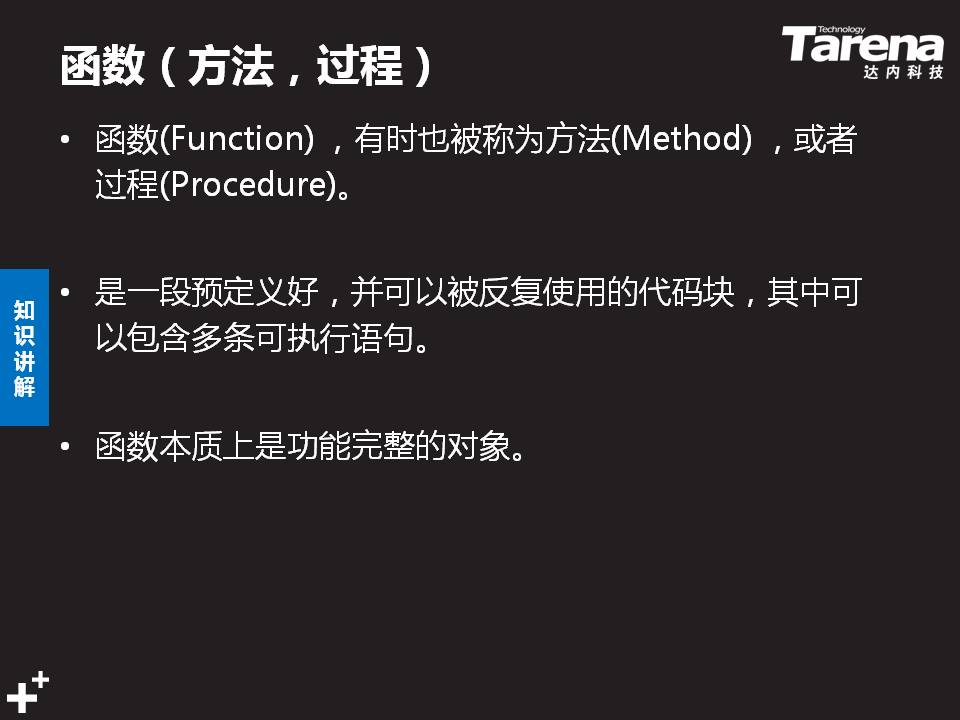 函数（方法，过程）
Technology
Tarena
达内科技
• 函数(Function) ，有时也被称为方法(Method) ，或者
过程(Procedure)。
• 是一段预定义好，并可以被反复使用的代码块，其中可
以包含多条可执行语句。
• 函数本质上是功能完整的对象。
知
识
讲
解